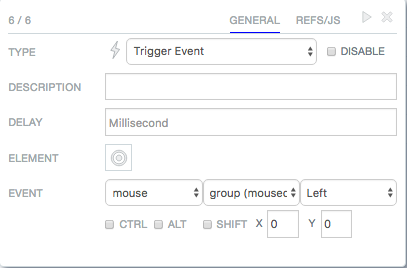 6 / 6 GENERAL REFS/JS
TYPE Trigger Event DISABLE
DESCRIPTION
DELAY Millisecond
ELEMENT
EVENT mouse group (mousec Left
CTRL ALT SHIFT X 0 Y 0